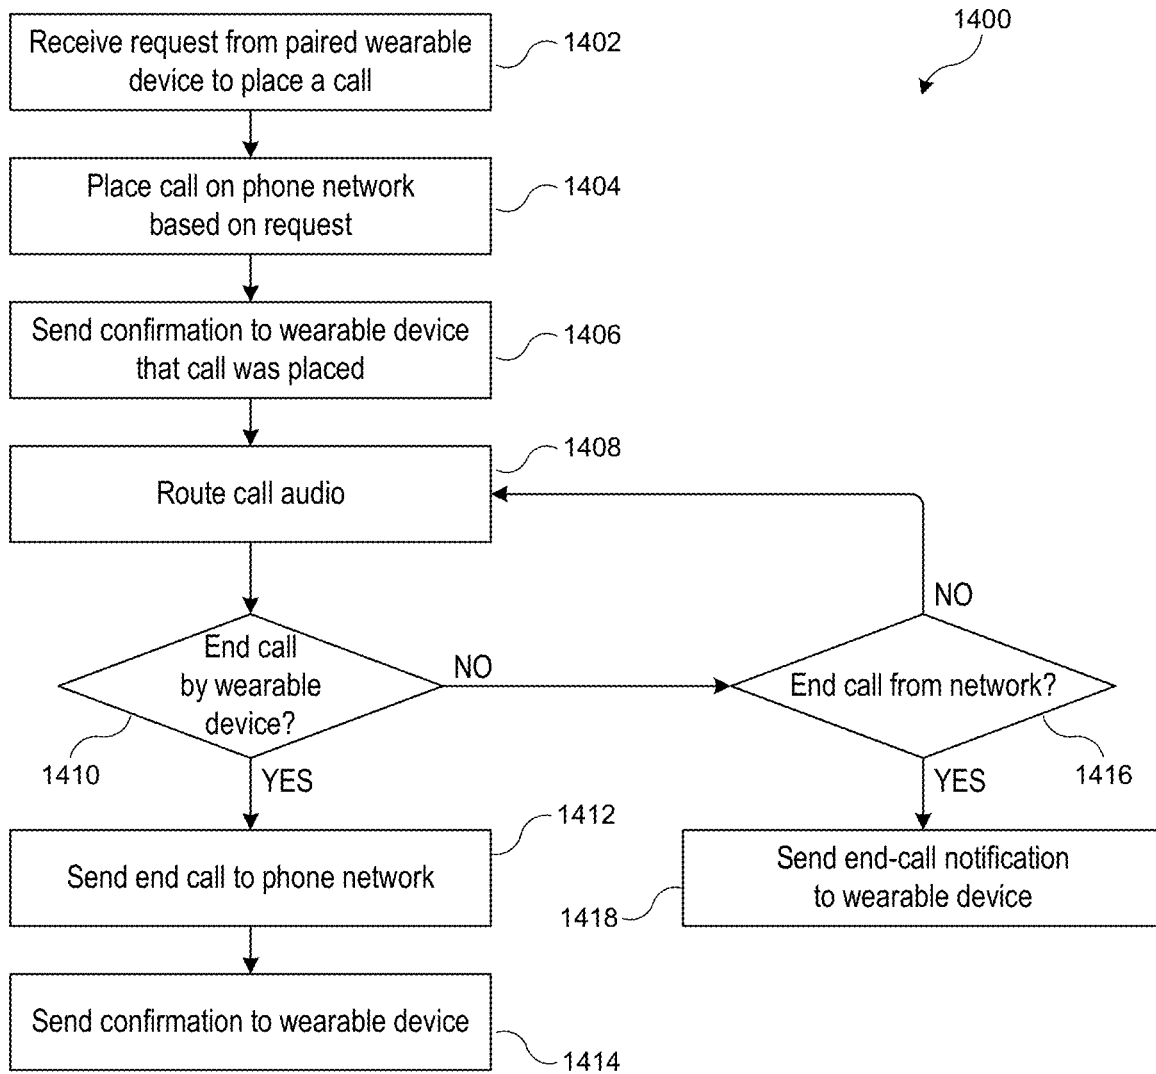 1400
Receive request from paired wearable
device to place a call
1402
Place call on phone network
based on request
1404
Send confirmation to wearable device
that call was placed
1406
Route call audio
1408
End call
by wearable
device?
1410
NO
YES
End call from network?
1416
NO
YES
Send end call to phone network
1412
Send end-call notification
to wearable device
1418
Send confirmation to wearable device
1414